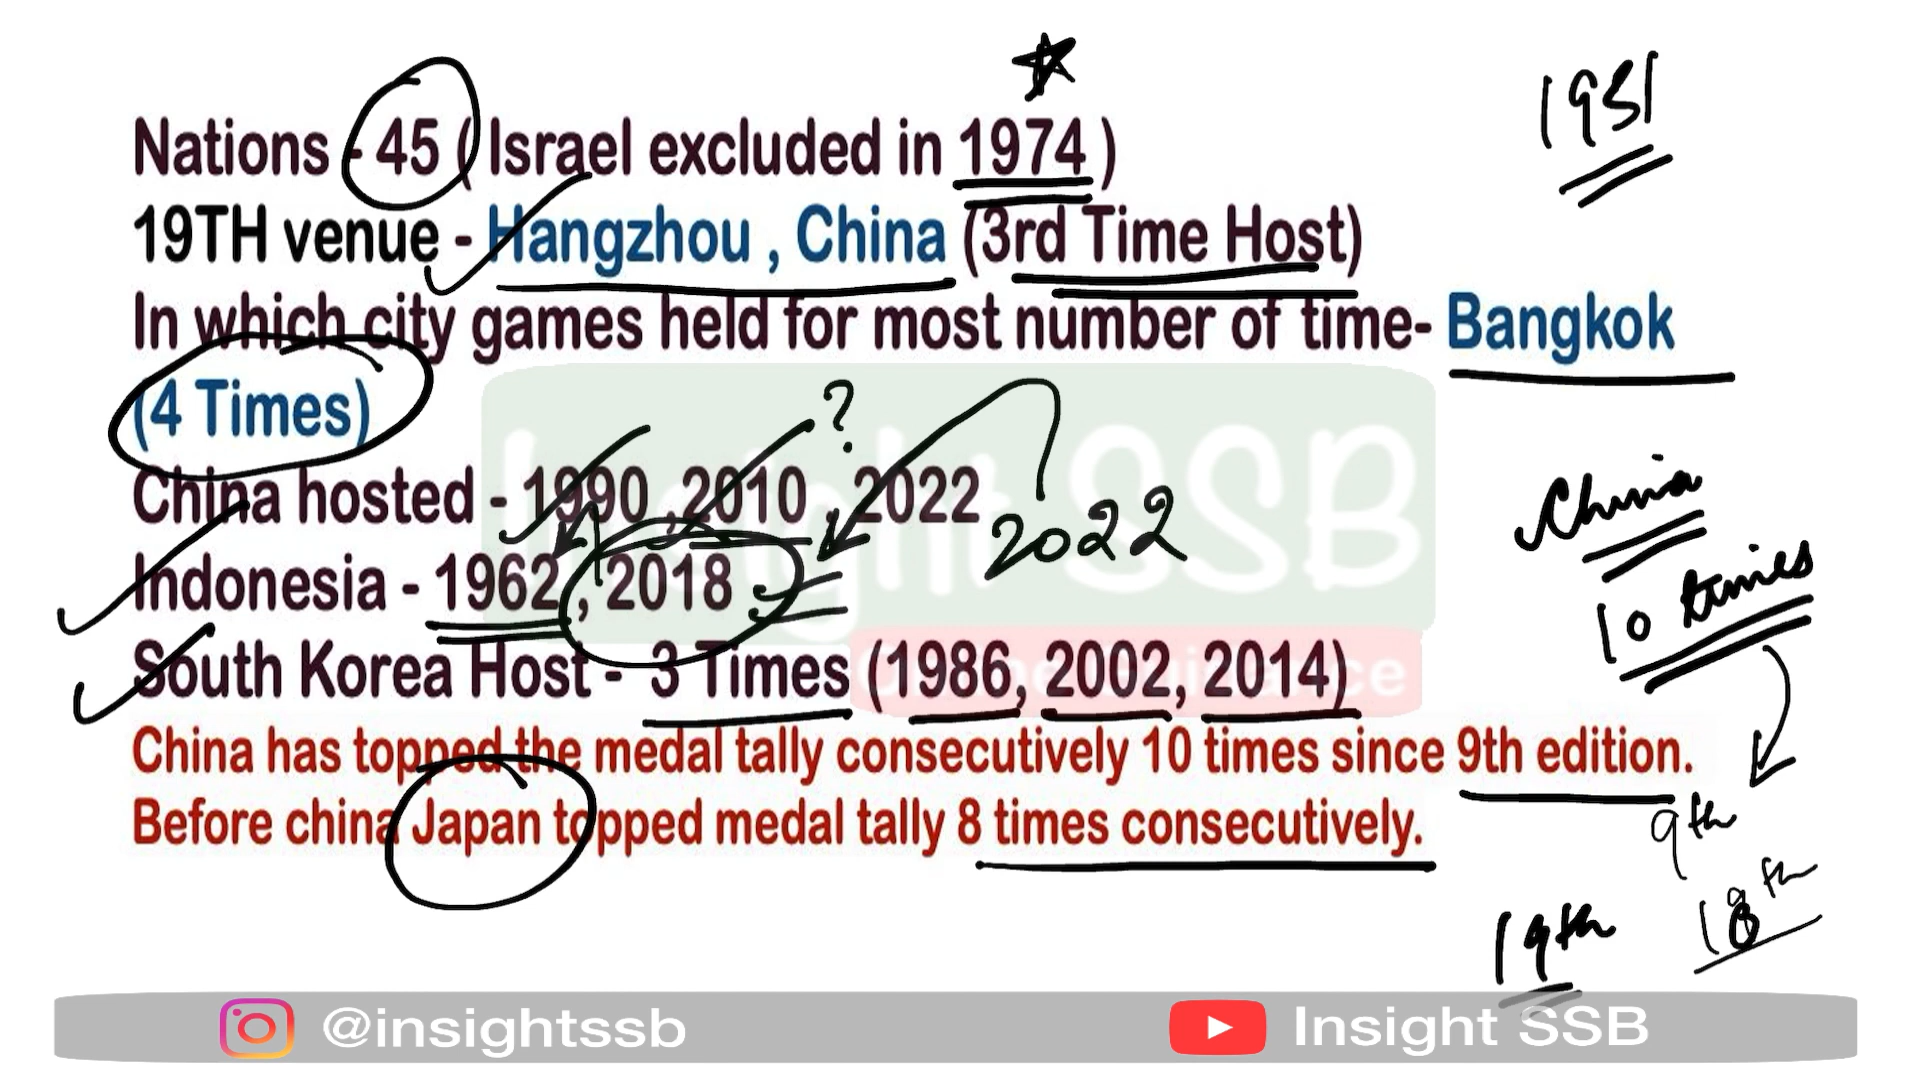 1951
Nations - 45 ( Israel excluded in 1974 )
19TH venue - Hangzhou , China (3rd Time Host)
In which city games held for most number of time- Bangkok
(4 Times)
?
China hosted - 1990 ,2010 ,2022
2022
China
10 times
Indonesia - 1962 , 2018
South Korea Host - 3 Times (1986, 2002, 2014)
China has topped the medal tally consecutively 10 times since 9th edition.
Before china Japan topped medal tally 8 times consecutively.
9th
18th
19th
Insight SSB
@insightssb
Insight SSB